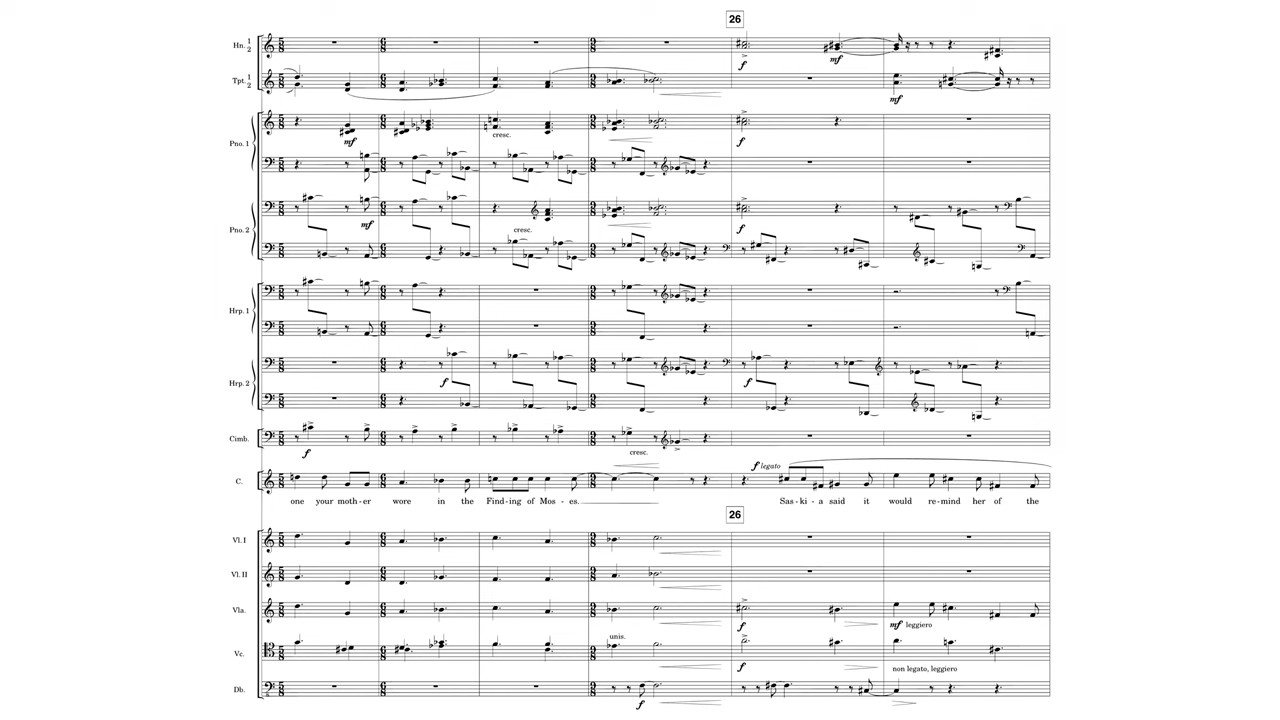 26
Hn. 1 2
f
mf
Tpt. 1 2
mf
Pno. 1
mf
cresc.
f
Pno. 2
mf
cresc.
f
Hrp. 1
Hrp. 2
f
f
Cimb.
f
cresc.
f legato
C.
one your moth - er wore in the Find - ing of Mos - es. Sas - ki - a said it would re - mind her of the
26
Vl. I
Vl. II
Vla.
f
mf leggiero
unis.
Vc.
f
non legato, leggiero
Db.
f